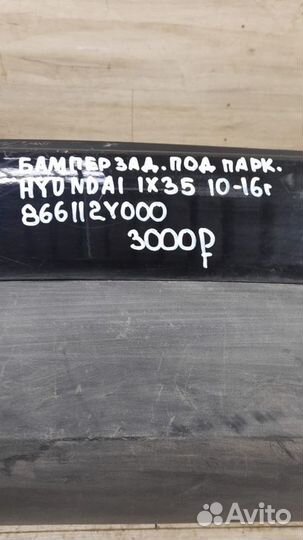 БАМПЕР ЗАД. ПОД ПАРК.
HYUNDAI IX35 10-16г
866112Y000
3000₽
Avito